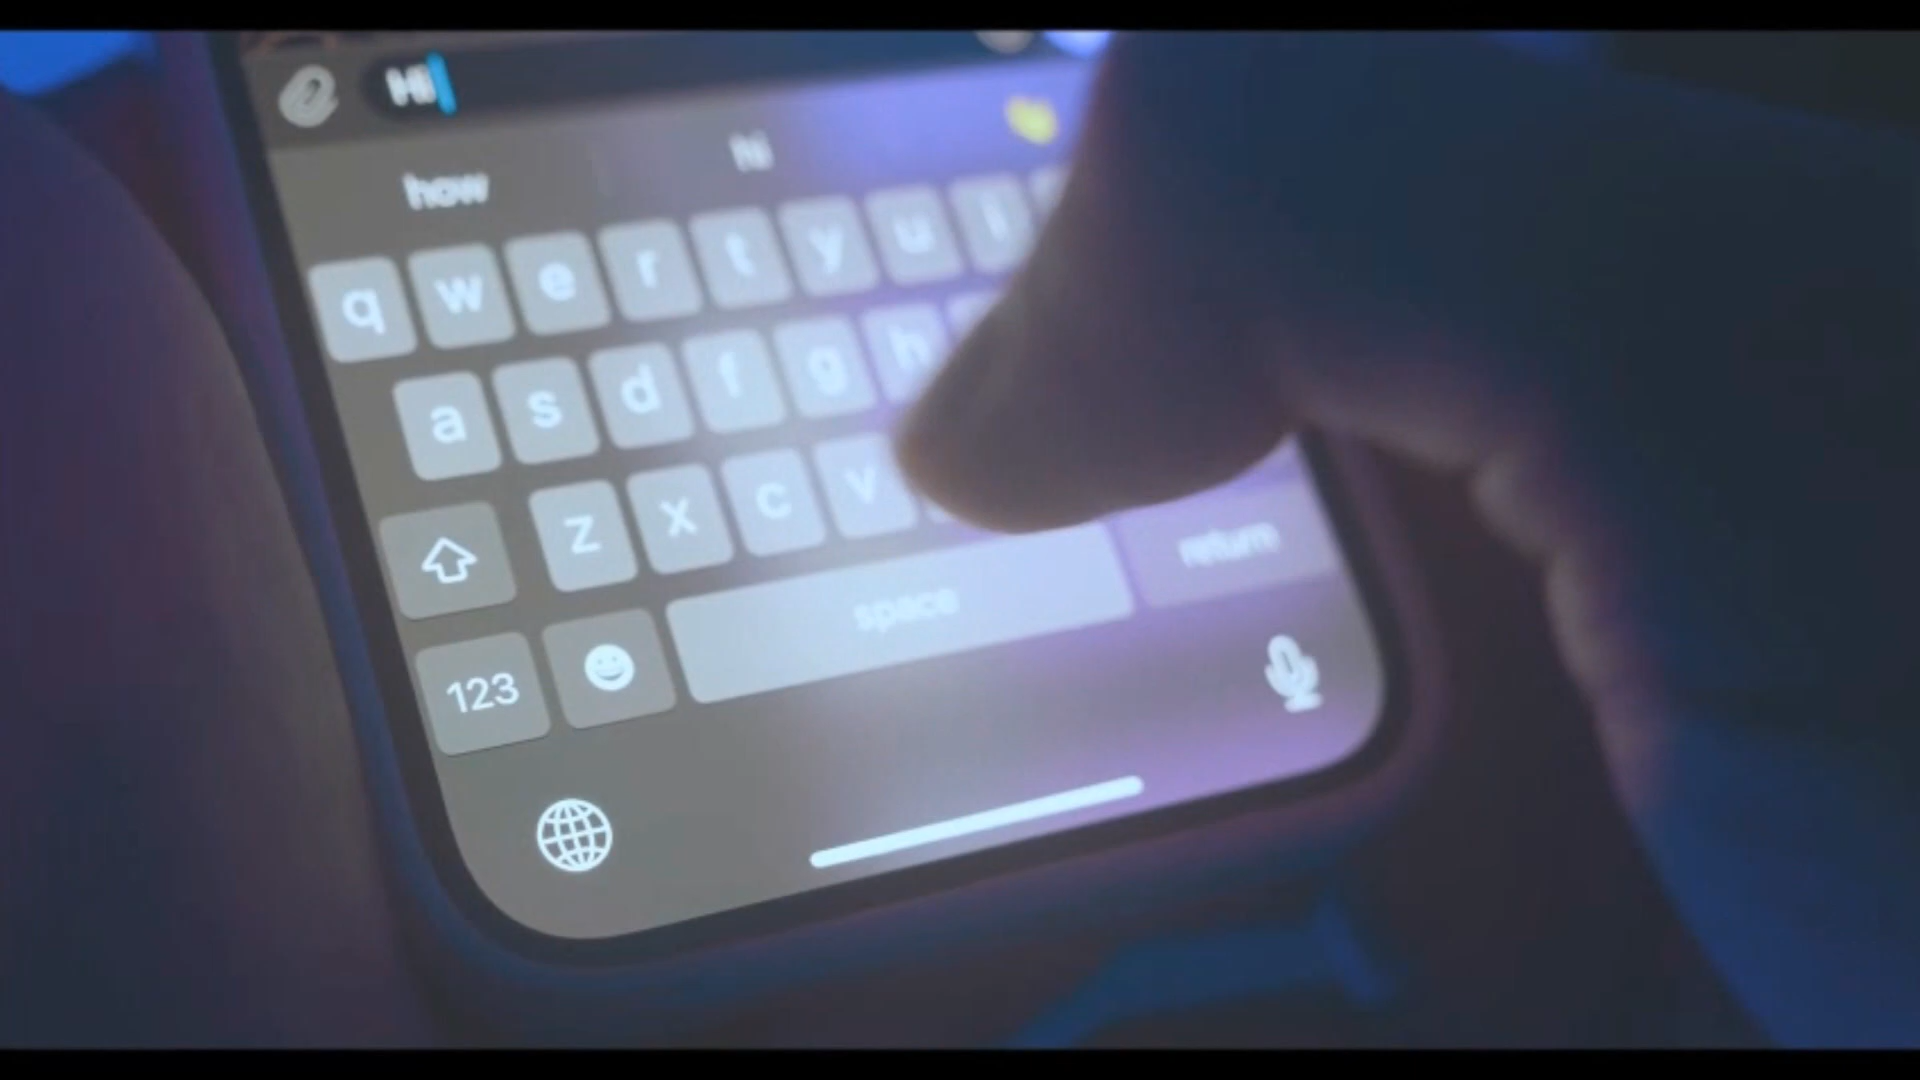 Hi
how hi
q w e r t y u i
a s d f g h
z x c v
space return
123